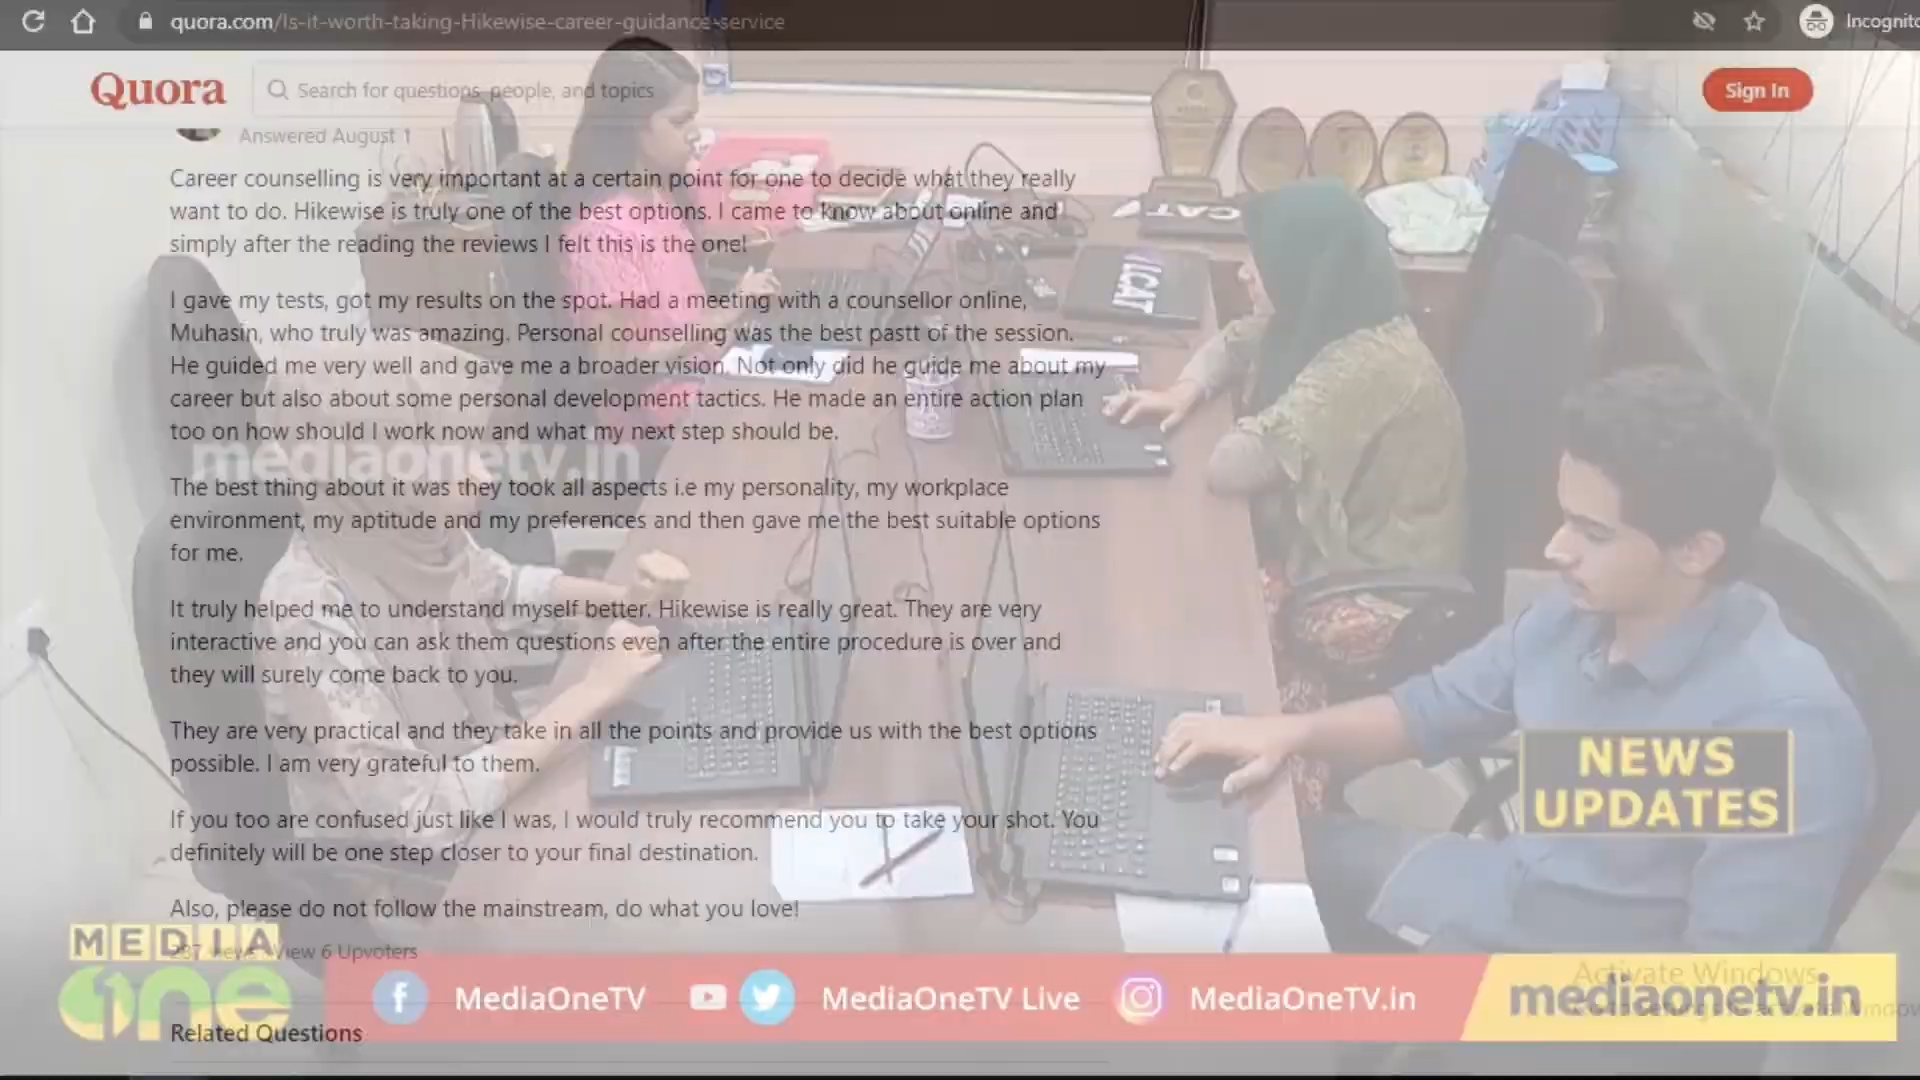 quora.com/Is-it-worth-taking-Hikewise-career-guidance-service
Incognito
Quora
Search for questions, people, and topics
Sign In
Answered August 1
Career counselling is very important at a certain point for one to decide what they really
want to do. Hikewise is truly one of the best options. I came to know about online and
simply after the reading the reviews I felt this is the one!
I gave my tests, got my results on the spot. Had a meeting with a counsellor online,
Muhasin, who truly was amazing. Personal counselling was the best pastt of the session.
He guided me very well and gave me a broader vision. Not only did he guide me about my
career but also about some personal development tactics. He made an entire action plan
too on how should I work now and what my next step should be.
mediaonetv.in
The best thing about it was they took all aspects i.e my personality, my workplace
environment, my aptitude and my preferences and then gave me the best suitable options
for me.
It truly helped me to understand myself better. Hikewise is really great. They are very
interactive and you can ask them questions even after the entire procedure is over and
they will surely come back to you.
They are very practical and they take in all the points and provide us with the best options
possible. I am very grateful to them.
NEWS
UPDATES
If you too are confused just like I was, I would truly recommend you to take your shot. You
definitely will be one step closer to your final destination.
Also, please do not follow the mainstream, do what you love!
View 6 Upvoters
MEDIA
one
MediaOneTV
MediaOneTV Live
MediaOneTV.in
Activate Windows
mediaonetv.in
Related Questions